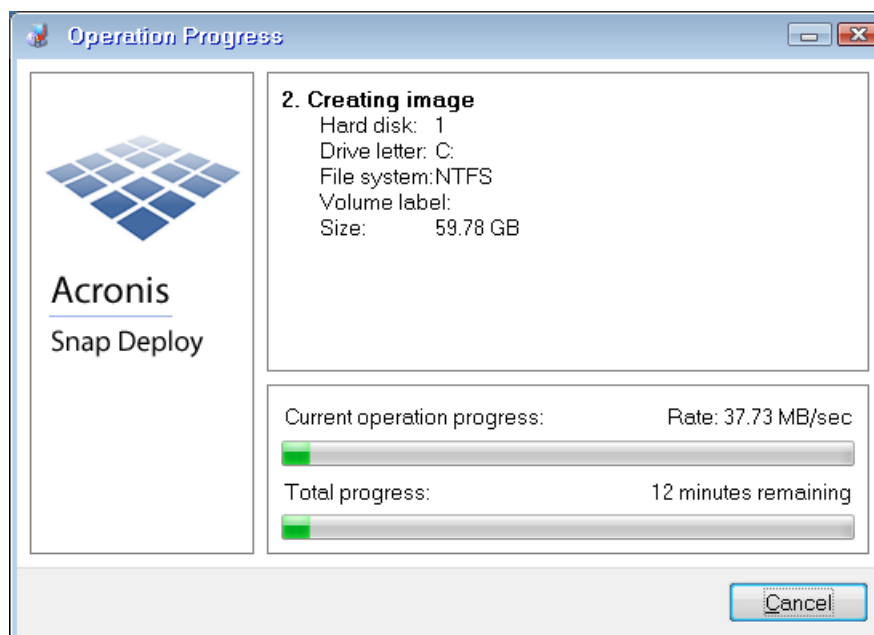 Operation Progress
2. Creating image
Hard disk: 1
Drive letter: C:
File system:NTFS
Volume label:
Size: 59.78 GB
Acronis
Snap Deploy
Current operation progress: Rate: 37.73 MB/sec
Total progress: 12 minutes remaining
Cancel